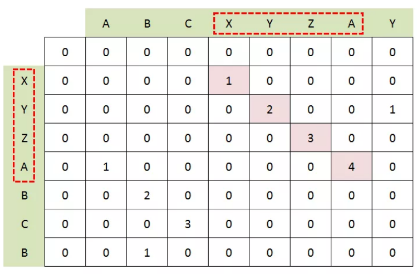 A B C X Y Z A Y
0 0 0 0 0 0 0 0 0
X 0 0 0 0 1 0 0 0 0
Y 0 0 0 0 0 2 0 0 1
Z 0 0 0 0 0 0 3 0 0
A 0 1 0 0 0 0 0 4 0
B 0 0 2 0 0 0 0 0 0
C 0 0 0 3 0 0 0 0 0
B 0 0 1 0 0 0 0 0 0